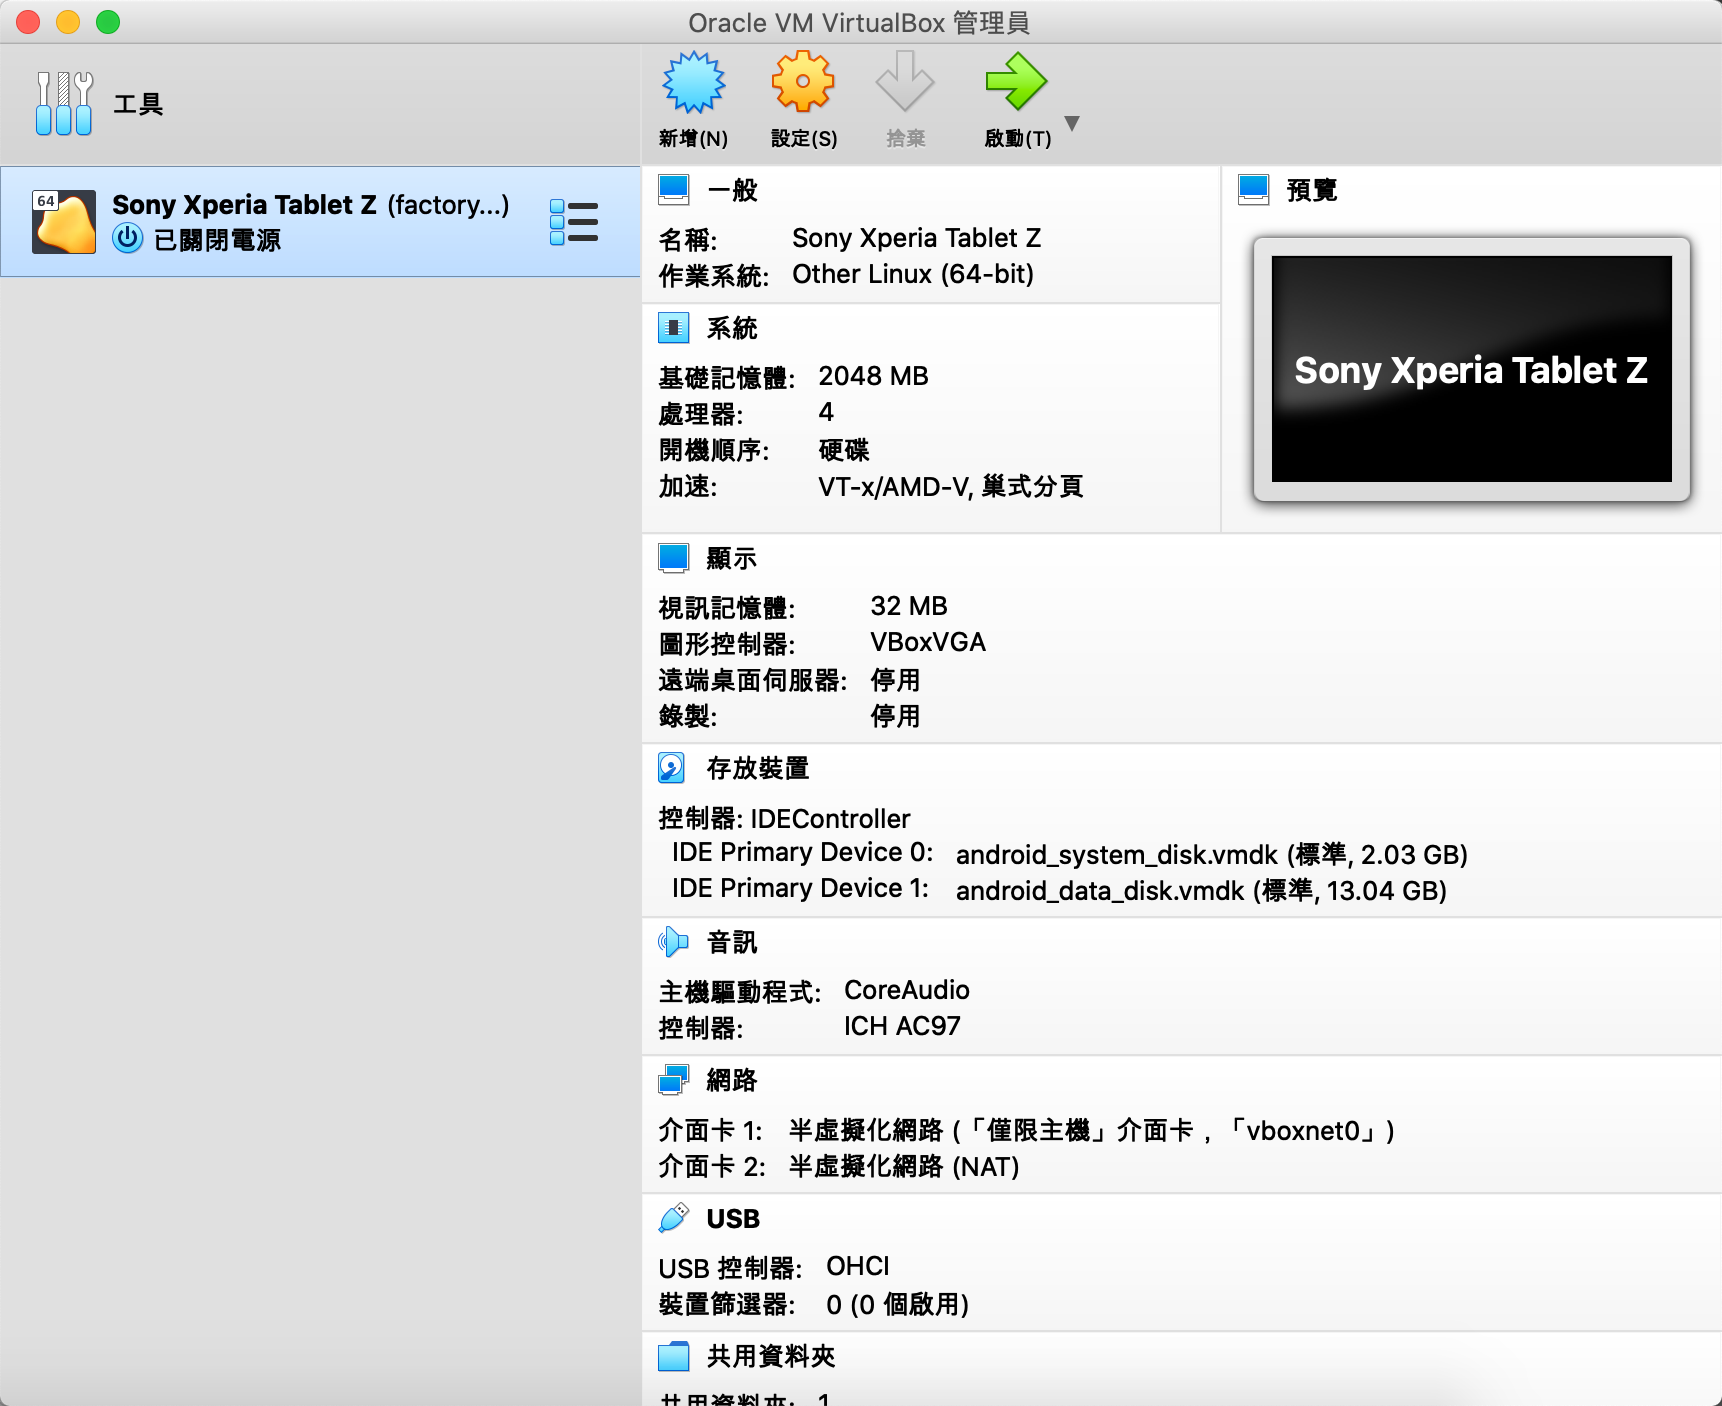 Oracle VM VirtualBox 管理員
工具
新增(N)
設定(S)
捨棄
啟動(T)
64
Sony Xperia Tablet Z (factory...)
已關閉電源
一般
名稱: Sony Xperia Tablet Z
作業系統: Other Linux (64-bit)
預覽
Sony Xperia Tablet Z
系統
基礎記憶體: 2048 MB
處理器: 4
開機順序: 硬碟
加速: VT-x/AMD-V, 巢式分頁
顯示
視訊記憶體: 32 MB
圖形控制器: VBoxVGA
遠端桌面伺服器: 停用
錄製: 停用
存放裝置
控制器: IDEController
IDE Primary Device 0: android_system_disk.vmdk (標準, 2.03 GB)
IDE Primary Device 1: android_data_disk.vmdk (標準, 13.04 GB)
音訊
主機驅動程式: CoreAudio
控制器: ICH AC97
網路
介面卡 1: 半虛擬化網路 (「僅限主機」介面卡，「vboxnet0」)
介面卡 2: 半虛擬化網路 (NAT)
USB
USB 控制器: OHCI
裝置篩選器: 0 (0 個啟用)
共用資料夾
共用資料夾: 1